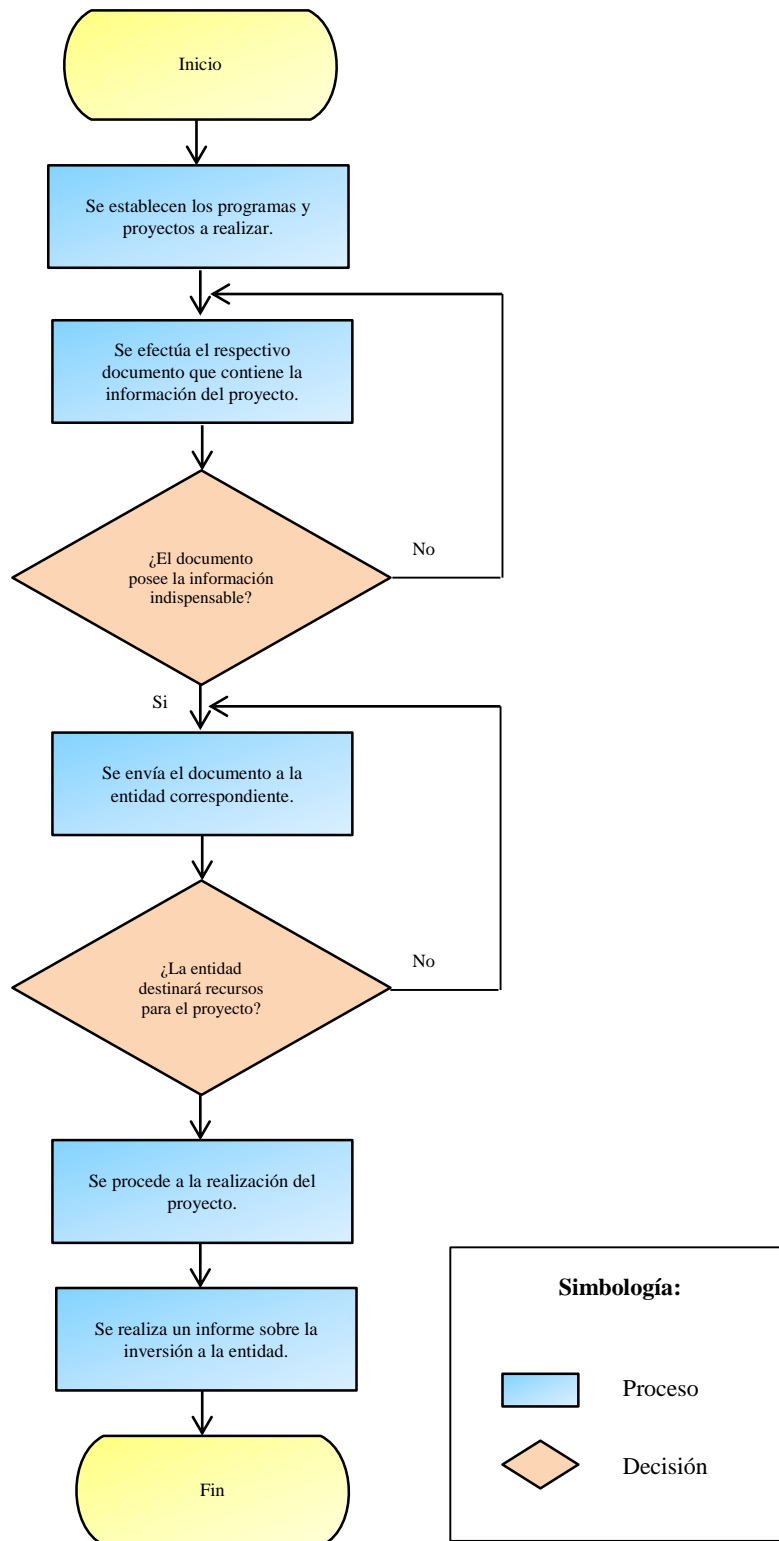 Inicio
Se establecen los programas y
proyectos a realizar.
Se efectúa el respectivo
documento que contiene la
información del proyecto.
¿El documento
posee la información
indispensable?
No
Si
Se envía el documento a la
entidad correspondiente.
¿La entidad
destinará recursos
para el proyecto?
No
Se procede a la realización del
proyecto.
Se realiza un informe sobre la
inversión a la entidad.
Fin
Simbología:
Proceso
Decisión